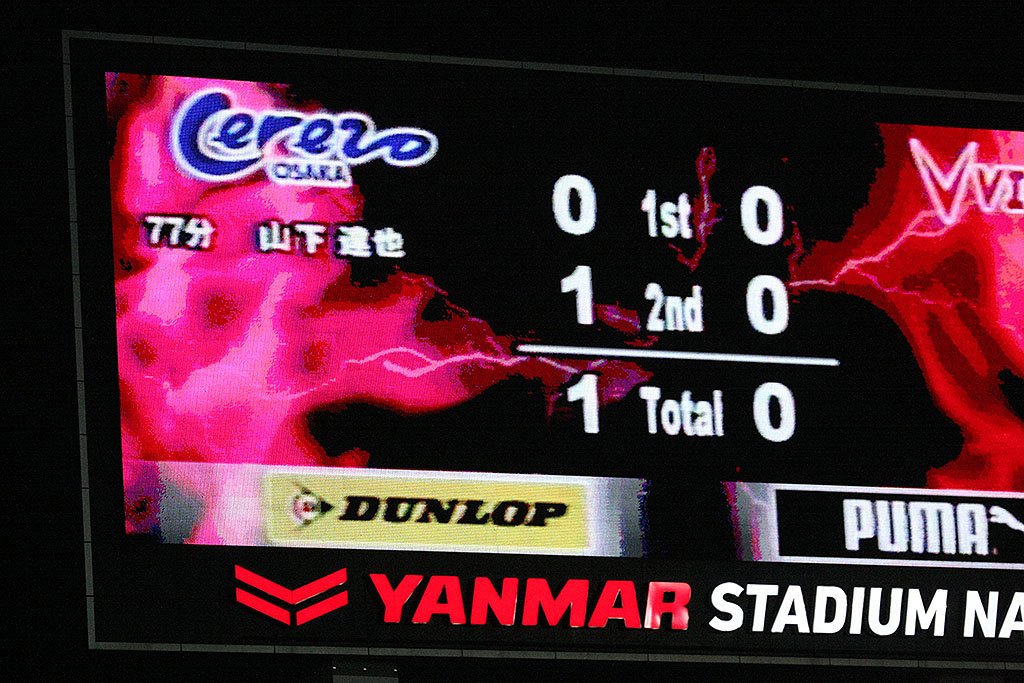 Cerezo
OSAKA
77分 山下 達也
0 1st 0
1 2nd 0
1 Total 0
DUNLOP
PUMA
YANMAR STADIUM NA